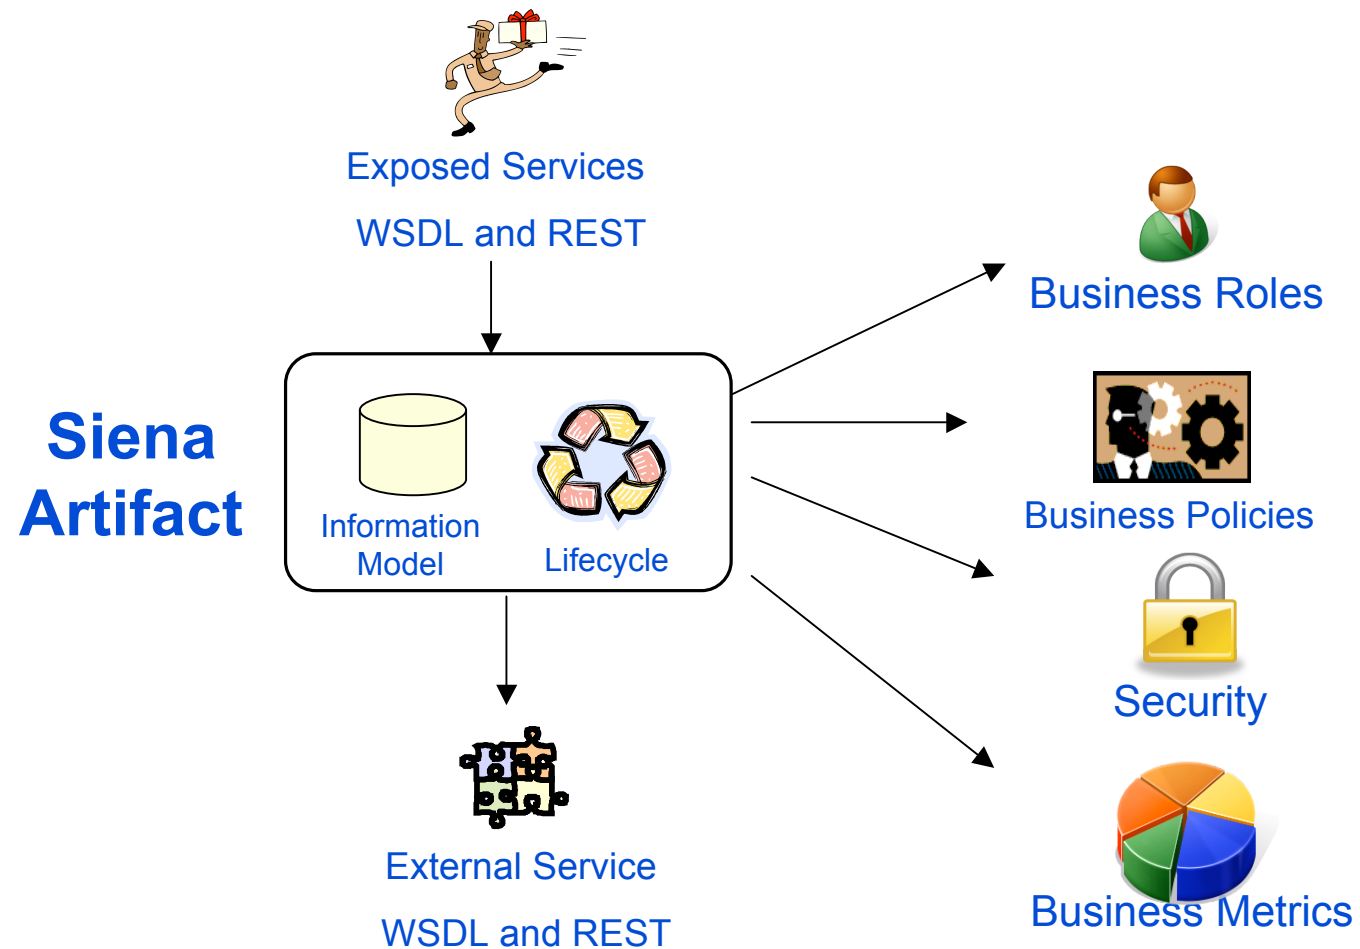 Exposed Services
WSDL and REST
Business Roles
Siena
Artifact
Information
Model
Lifecycle
Business Policies
Security
External Service
WSDL and REST
Business Metrics